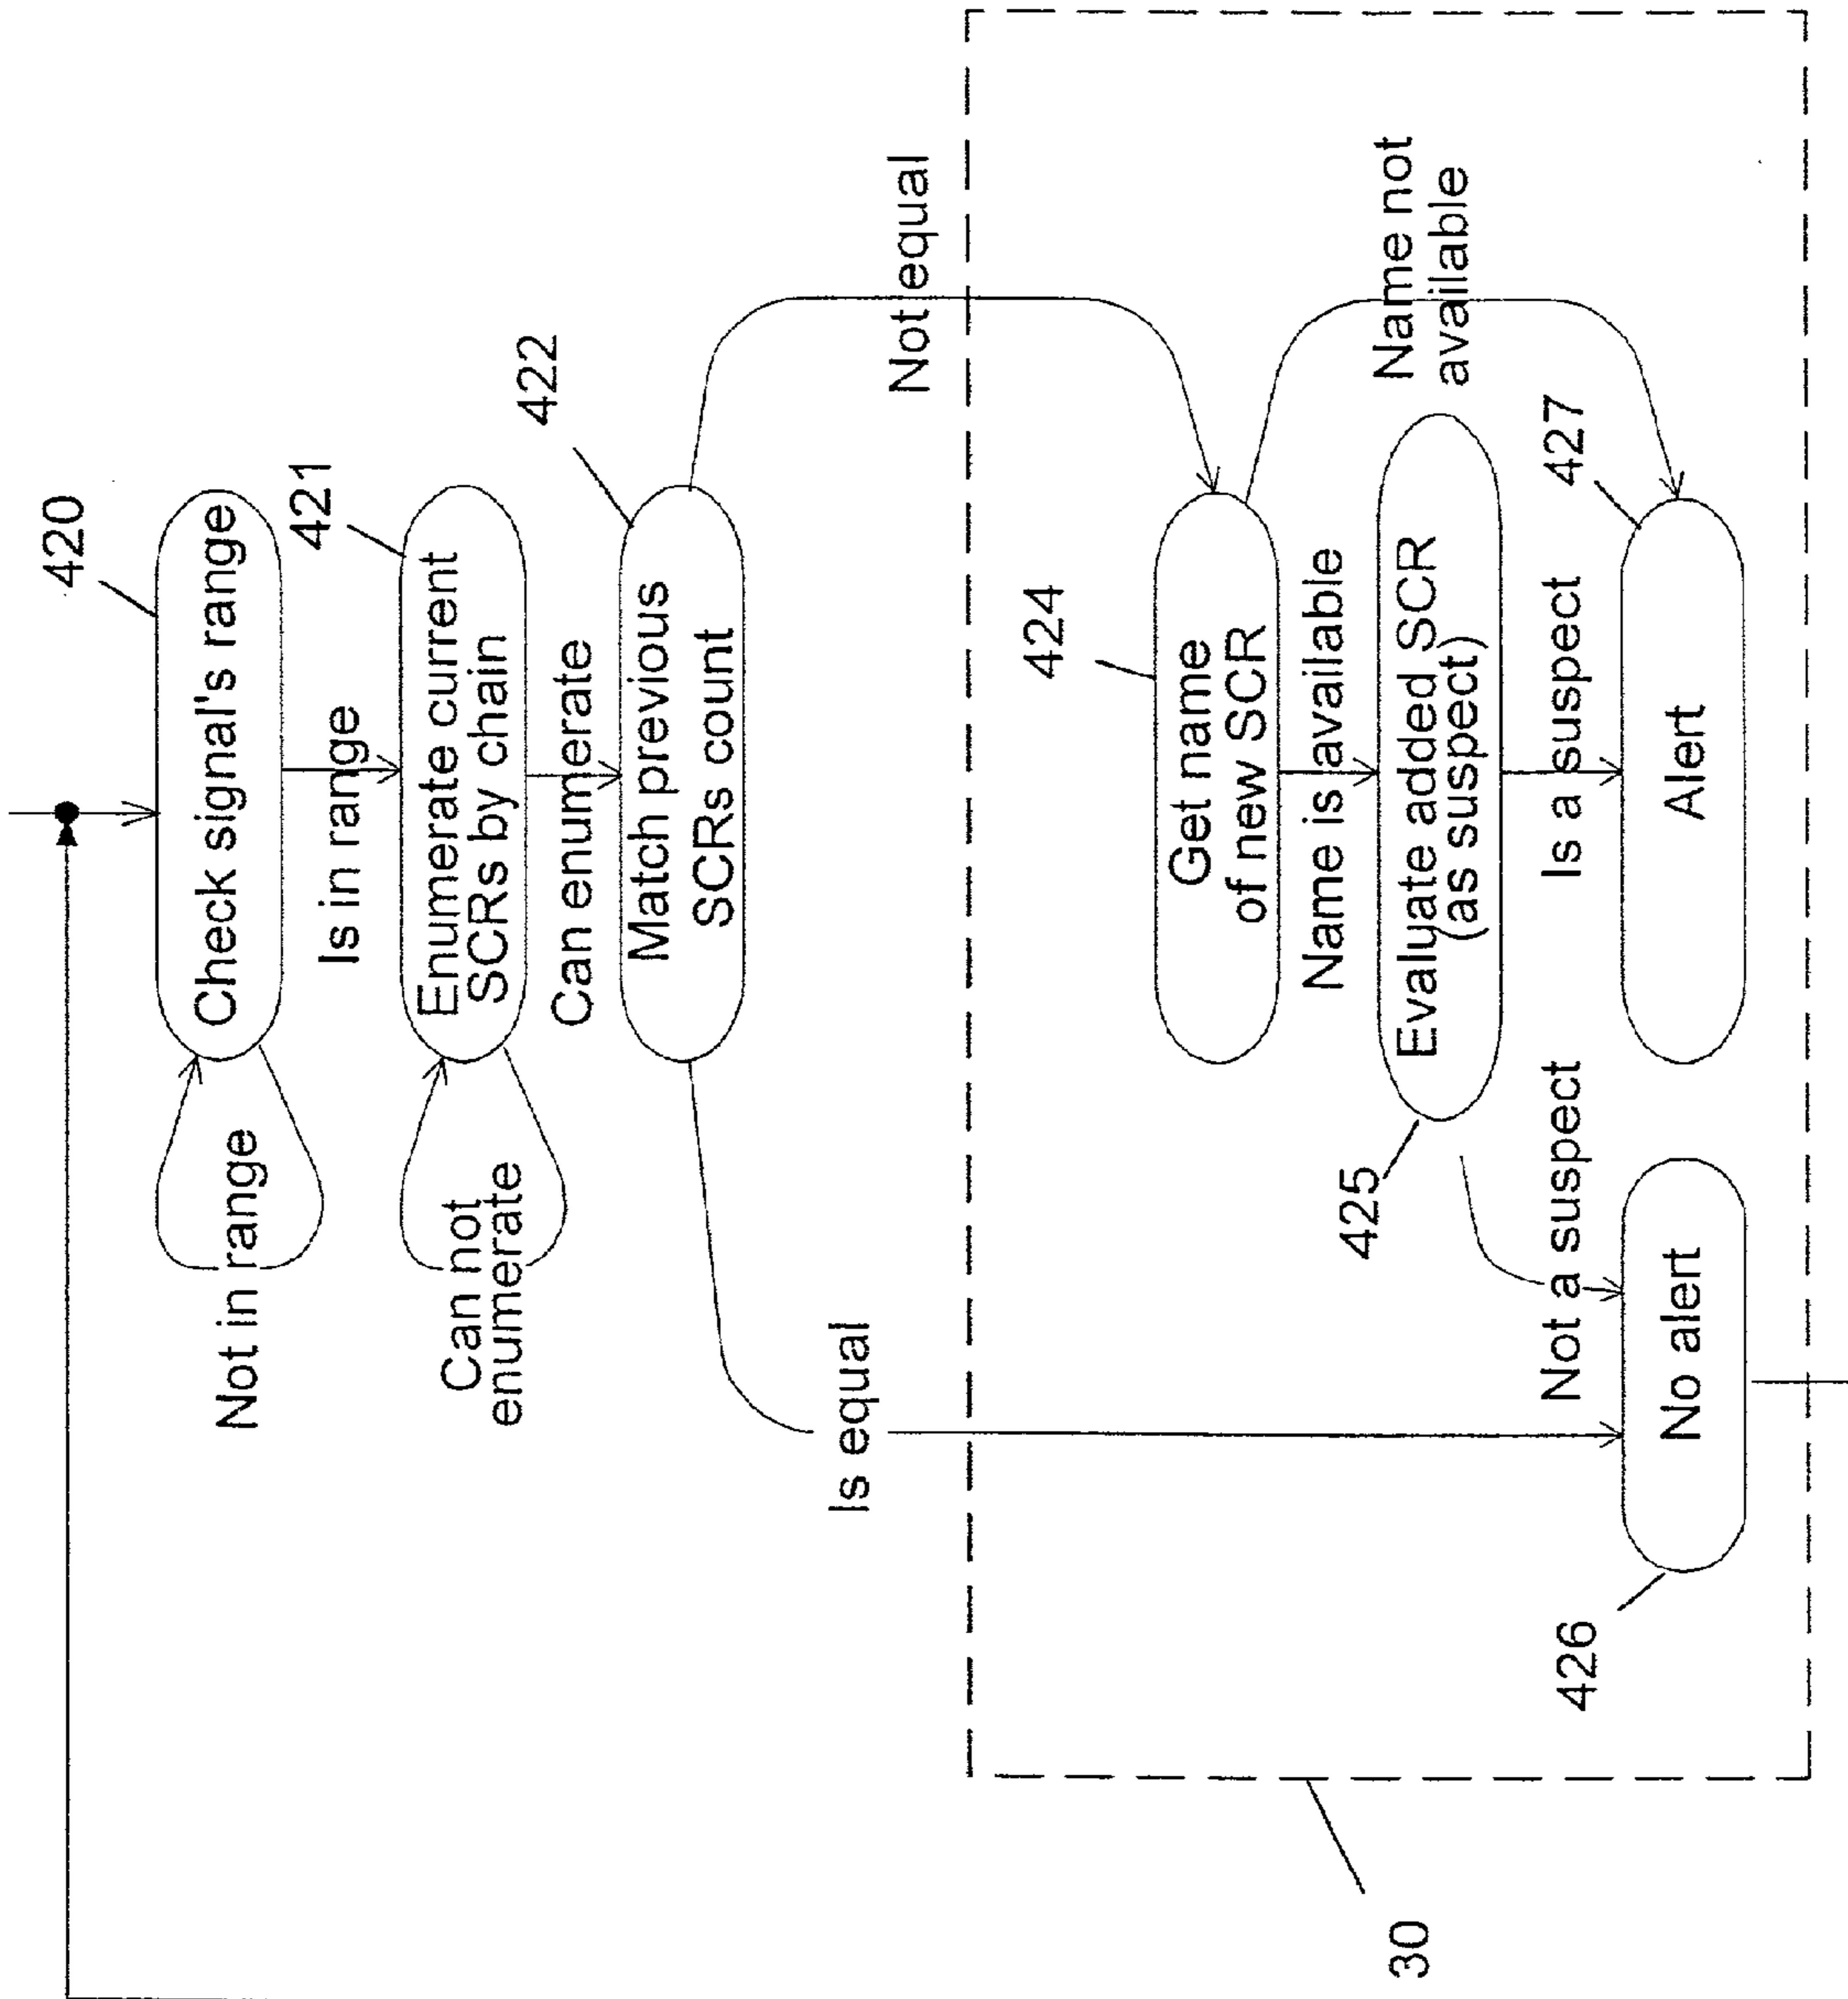 420
Check signal's range
Not in range
Is in range
421
Enumerate current
SCRs by chain
Can not
enumerate
Can enumerate
422
Match previous
SCRs count
Is equal
Not equal
30
424
Get name
of new SCR
Name is available
Name not
available
425
Evaluate added SCR
(as suspect)
Not a suspect
Is a suspect
426
No alert
427
Alert